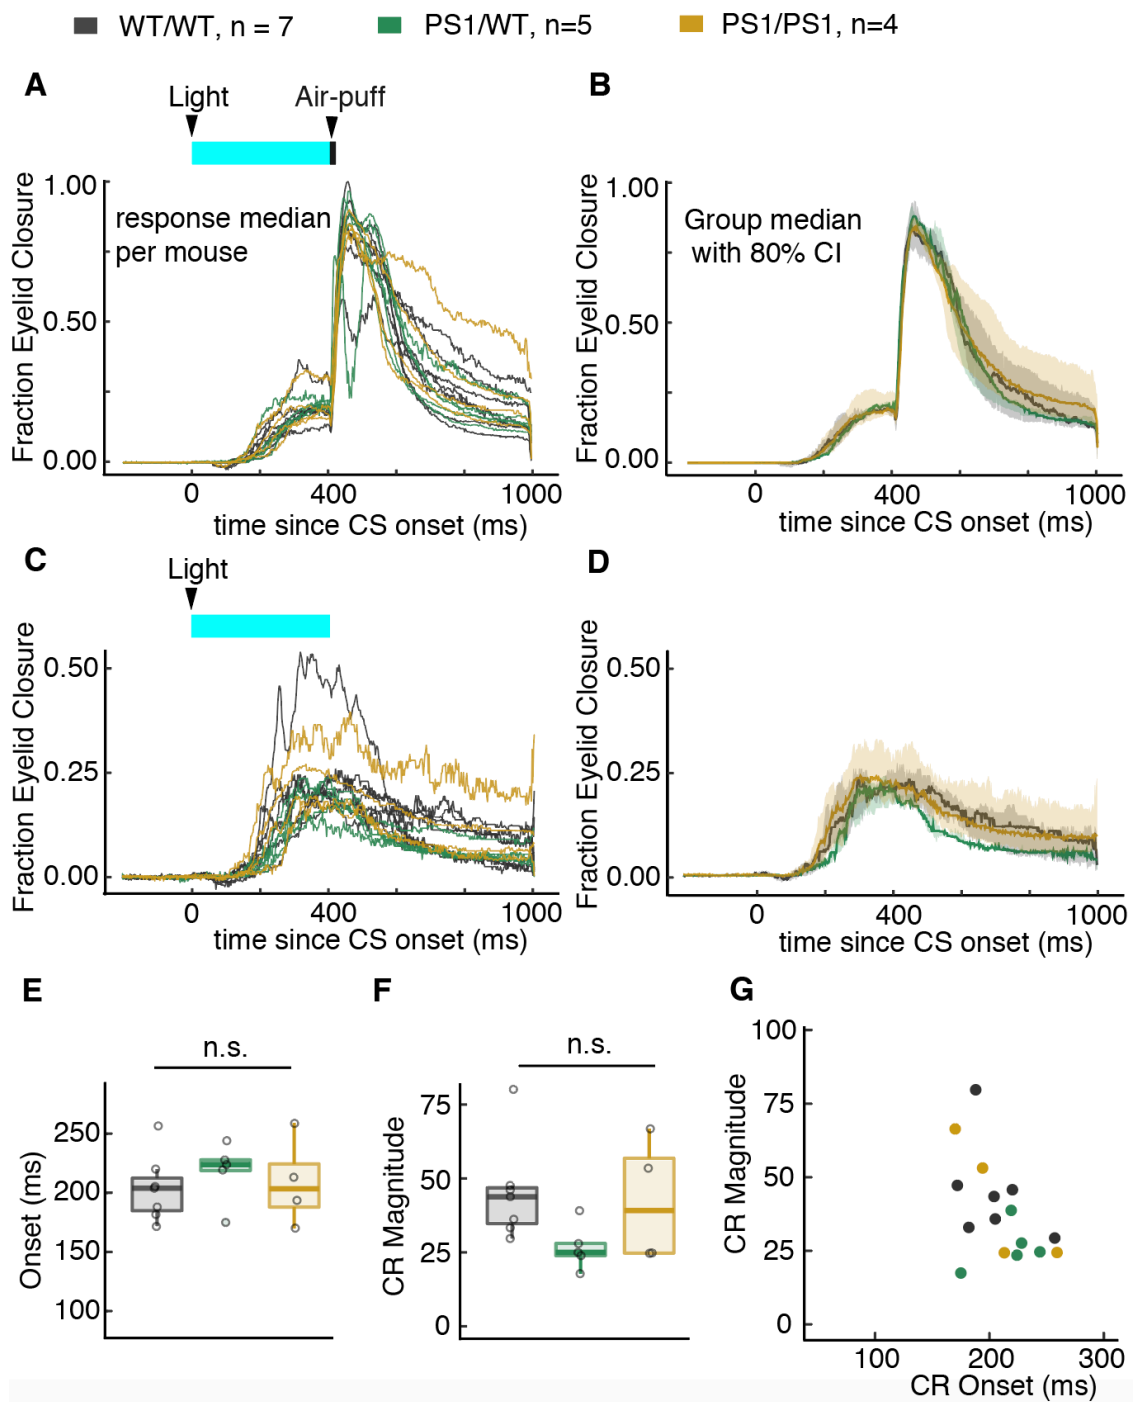 WT/WT, n = 7
PS1/WT, n=5
PS1/PS1, n=4
A
Light
Air-puff
1.00
0.50
0.00
Fraction Eyelid Closure
response median
per mouse
0
400
1000
time since CS onset (ms)
B
1.00
0.50
0.00
Fraction Eyelid Closure
Group median
with 80% CI
0
400
1000
time since CS onset (ms)
C
Light
0.50
0.25
0.00
Fraction Eyelid Closure
0
400
1000
time since CS onset (ms)
D
0.50
0.25
0.00
Fraction Eyelid Closure
0
400
1000
time since CS onset (ms)
E
n.s.
250
200
150
100
Onset (ms)
F
n.s.
75
50
25
0
CR Magnitude
G
100
75
50
25
0
CR Magnitude
100
200
300
CR Onset (ms)